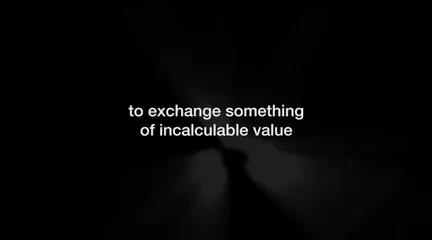 to exchange something
of incalculable value